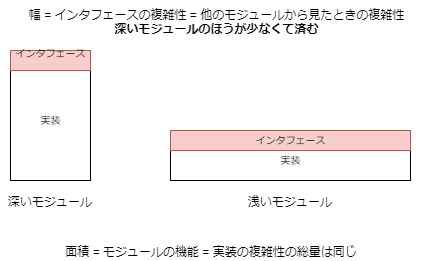 幅 = インタフェースの複雑性 = 他のモジュールから見たときの複雑性
深いモジュールのほうが少なくて済む
インタフェース
実装
インタフェース
実装
深いモジュール
浅いモジュール
面積 = モジュールの機能 = 実装の複雑性の総量は同じ